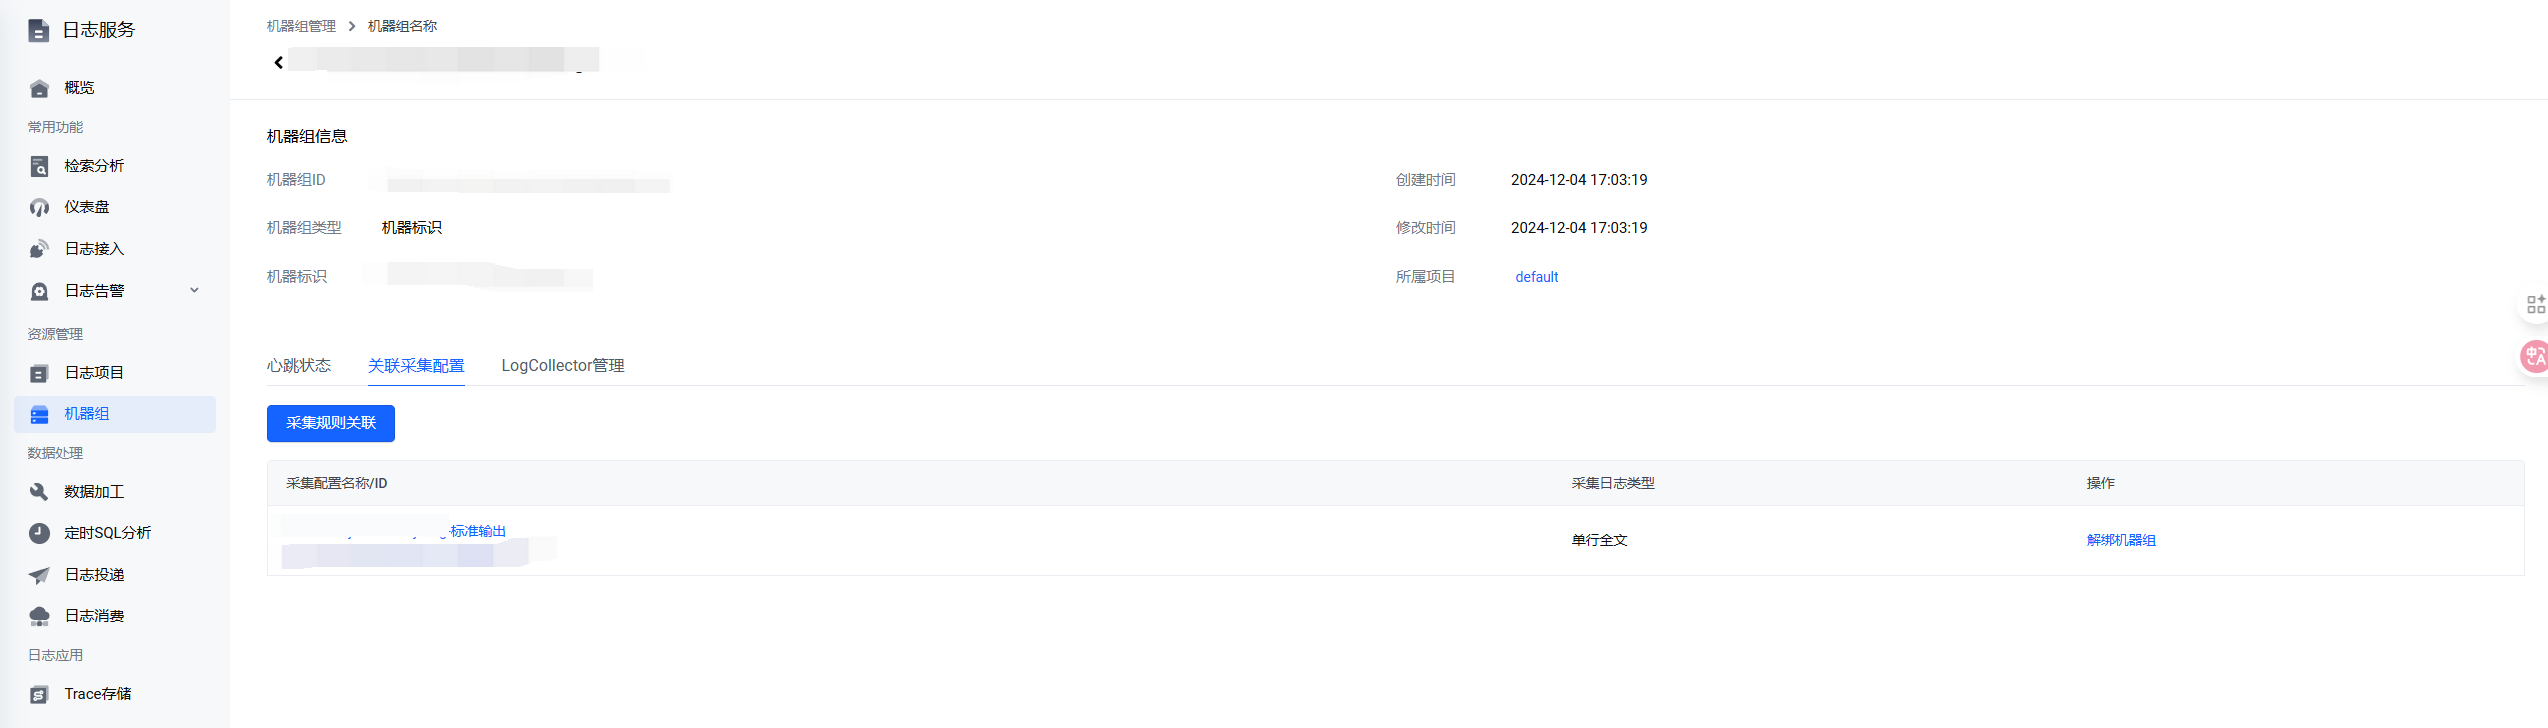 日志服务
概览
常用功能
检索分析
仪表盘
日志接入
日志告警
资源管理
日志项目
机器组
数据处理
数据加工
定时SQL分析
日志投递
日志消费
日志应用
Trace存储
机器组管理 > 机器组名称
机器组信息
机器组ID
创建时间 2024-12-04 17:03:19
机器组类型 机器标识
修改时间 2024-12-04 17:03:19
机器标识
所属项目 default
心跳状态 关联采集配置 LogCollector管理
采集规则关联
采集配置名称/ID 采集日志类型 操作
-标准输出
单行全文 解绑机器组
中A